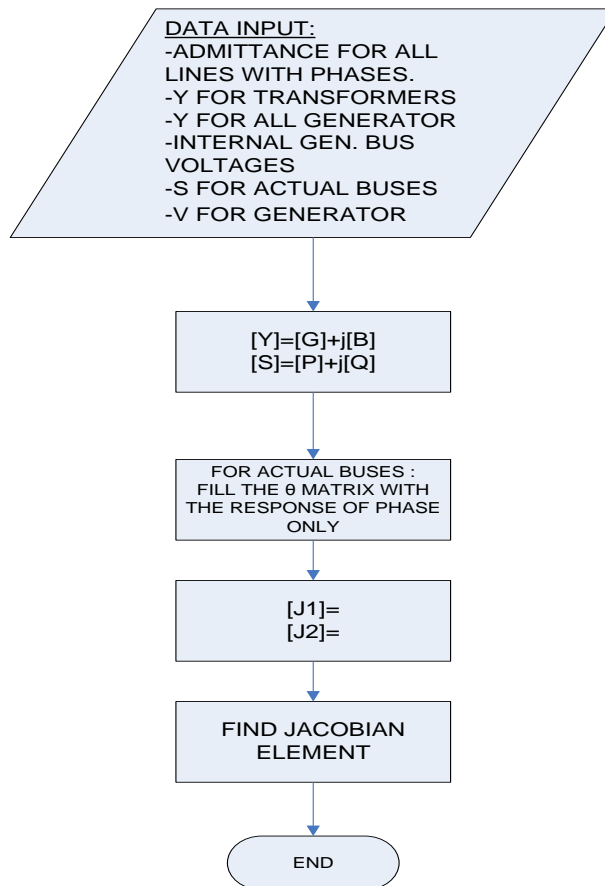 DATA INPUT:
-ADMITTANCE FOR ALL
LINES WITH PHASES.
-Y FOR TRANSFORMERS
-Y FOR ALL GENERATOR
-INTERNAL GEN. BUS
VOLTAGES
-S FOR ACTUAL BUSES
-V FOR GENERATOR
[Y]=[G]+j[B]
[S]=[P]+j[Q]
FOR ACTUAL BUSES :
FILL THE θ MATRIX WITH
THE RESPONSE OF PHASE
ONLY
[J1]=
[J2]=
FIND JACOBIAN
ELEMENT
END